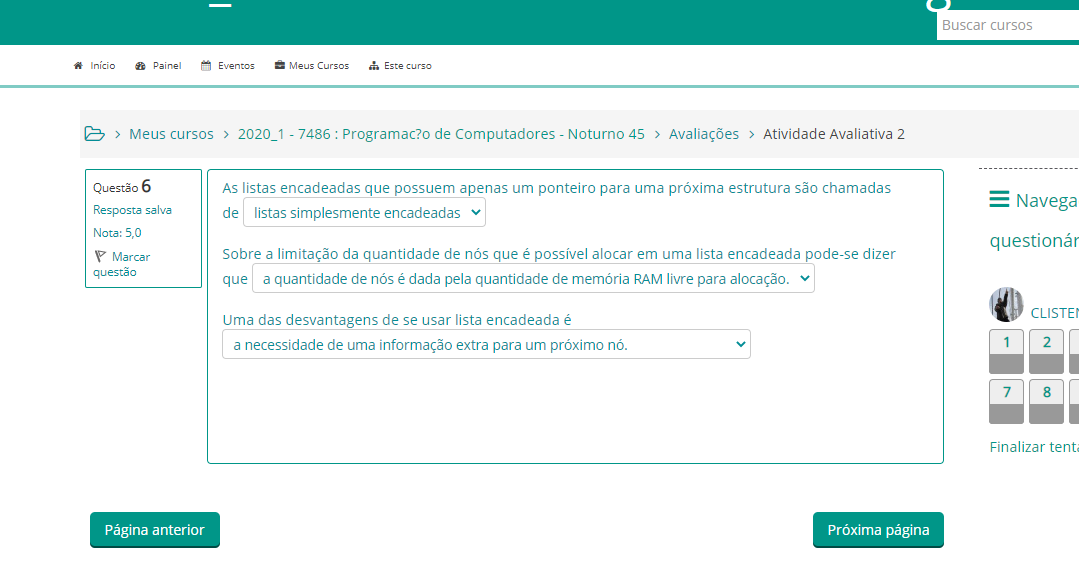 Buscar cursos
Início Painel Eventos Meus Cursos Este curso
Meus cursos > 2020_1 - 7486 : Programac?o de Computadores - Noturno 45 > Avaliações > Atividade Avaliativa 2
Questão 6
Resposta salva
Nota: 5,0
Marcar
questão
As listas encadeadas que possuem apenas um ponteiro para uma próxima estrutura são chamadas
de listas simplesmente encadeadas
Sobre a limitação da quantidade de nós que é possível alocar em uma lista encadeada pode-se dizer
que a quantidade de nós é dada pela quantidade de memória RAM livre para alocação.
Uma das desvantagens de se usar lista encadeada é
a necessidade de uma informação extra para um próximo nó.
Navega
questionár
CLISTEN
1 2
7 8
Finalizar tenta
Página anterior
Próxima página